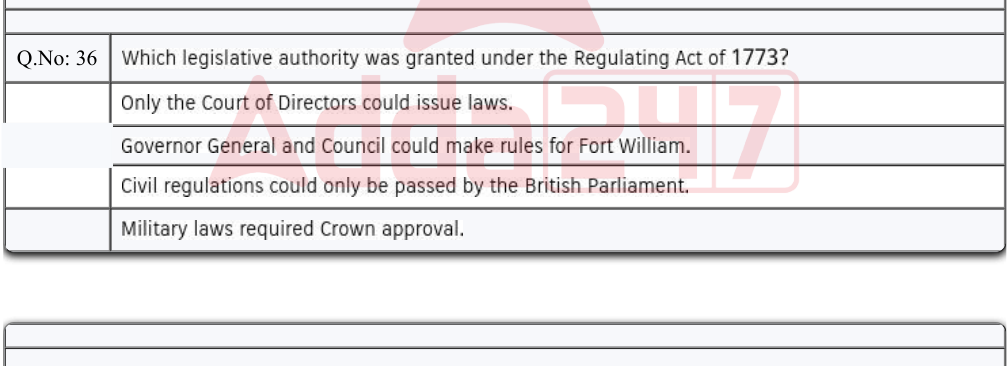 Q.No: 36 Which legislative authority was granted under the Regulating Act of 1773?
Only the Court of Directors could issue laws.
Governor General and Council could make rules for Fort William.
Civil regulations could only be passed by the British Parliament.
Military laws required Crown approval.
Adda247